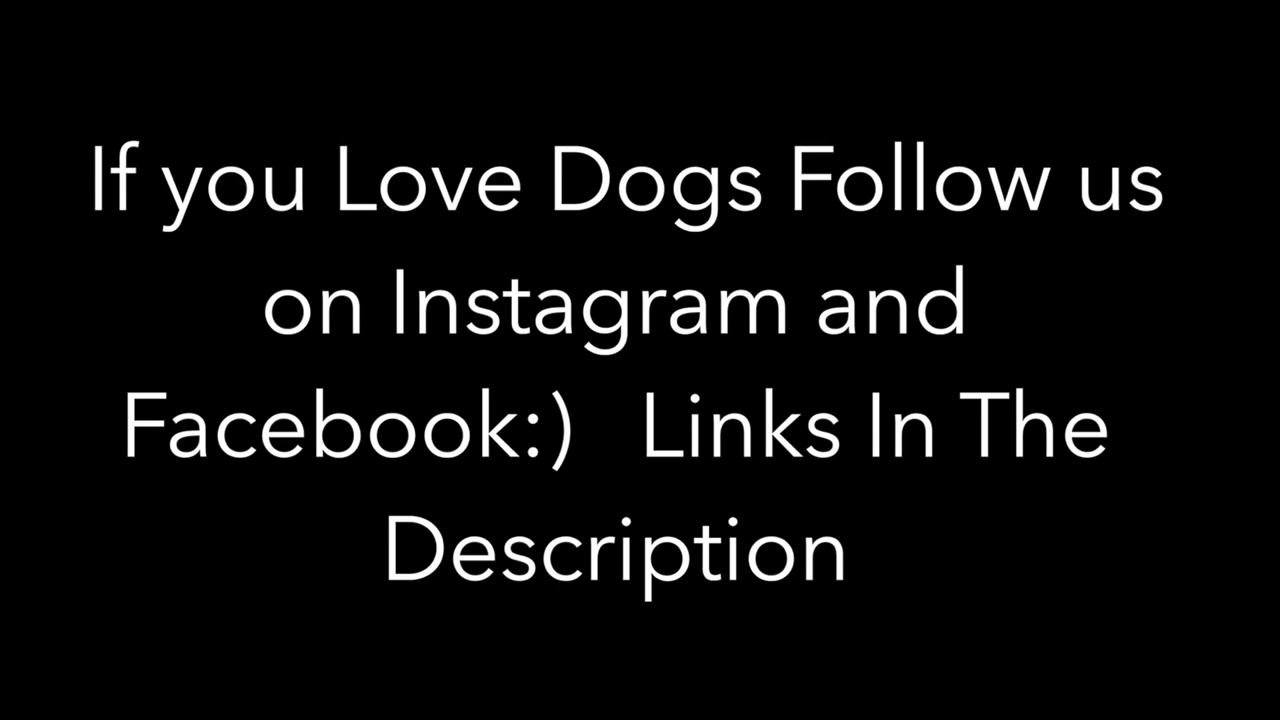 If you Love Dogs Follow us
on Instagram and
Facebook:)   Links In The
Description